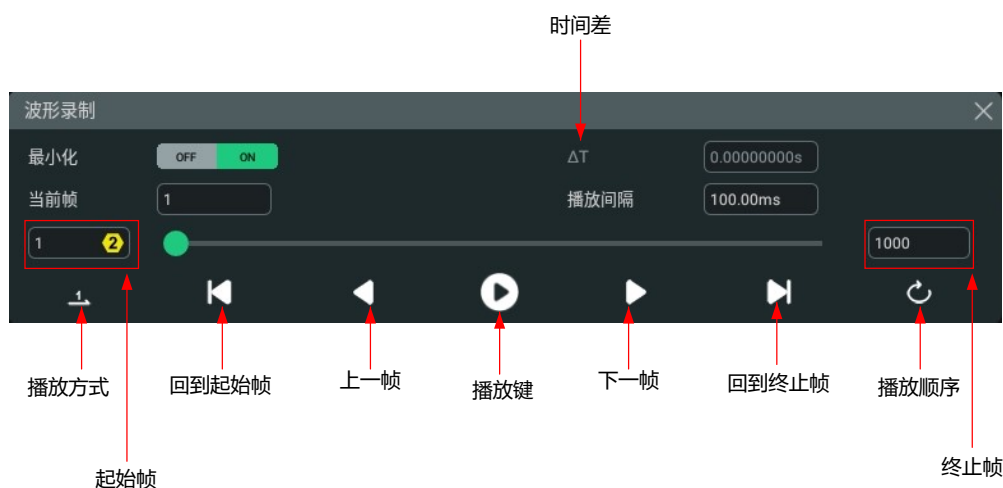 时间差
波形录制
最小化 OFF ON ΔT 0.00000000s
当前帧 1 播放间隔 100.00ms
1 2 1000
1
播放方式 回到起始帧 上一帧 播放键 下一帧 回到终止帧 播放顺序
起始帧 终止帧